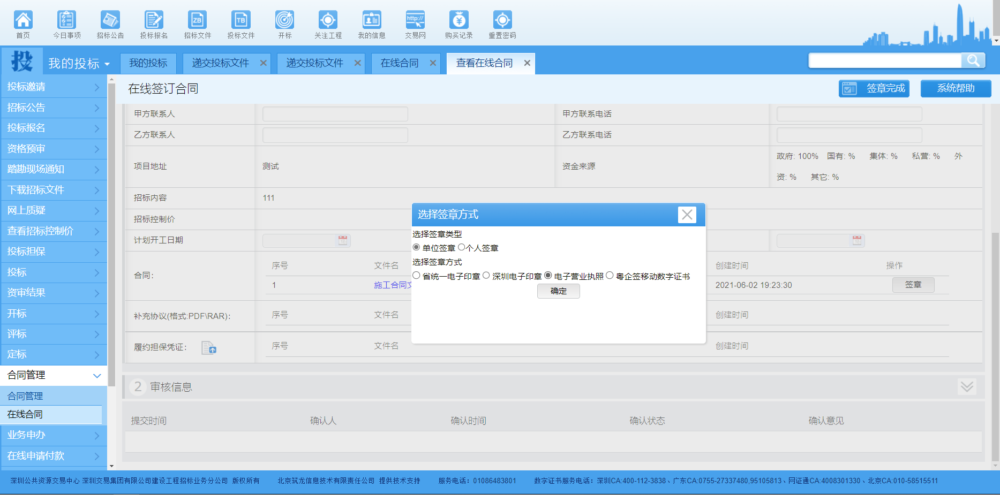 首页 今日事项 招标公告 投标报名 招标文件 投标文件 开标 关注工程 我的信息 交易网 购买记录 重置密码
ZB TB http://
投 我的投标 我的投标 递交投标文件 递交投标文件 在线合同 查看在线合同
在线签订合同 签章完成 系统帮助
投标邀请
招标公告
投标报名
资格预审
踏勘现场通知
下载招标文件
网上质疑
查看招标控制价
投标担保
投标
资审结果
开标
评标
定标
合同管理
合同管理
在线合同
业务申办
在线申请付款
甲方联系人 甲方联系电话
乙方联系人 乙方联系电话
项目地址 测试 资金来源 政府: 100% 国有: % 集体: % 私营: % 外
资: % 其它: %
招标内容 111
招标控制价
计划开工日期
合同: 序号 文件名 创建时间 操作
1 施工合同文 2021-06-02 19:23:30 签章
补充协议(格式:PDF\RAR): 序号 文件名 创建时间
履约担保凭证: 序号 文件名 创建时间
选择签章方式
选择签章类型
单位签章 个人签章
选择签章方式
省统一电子印章 深圳电子印章 电子营业执照 粤企签移动数字证书
确定
2 审核信息
提交时间 确认人 确认时间 确认状态 确认意见
深圳公共资源交易中心 深圳交易集团有限公司建设工程招标业务分公司 版权所有 北京筑龙信息技术有限责任公司 提供技术支持 服务电话：01086483801 数字证书服务电话：深圳CA:400-112-3838、广东CA:0755-27337480,95105813、网证通CA:4008301330、北京CA:010-58515511